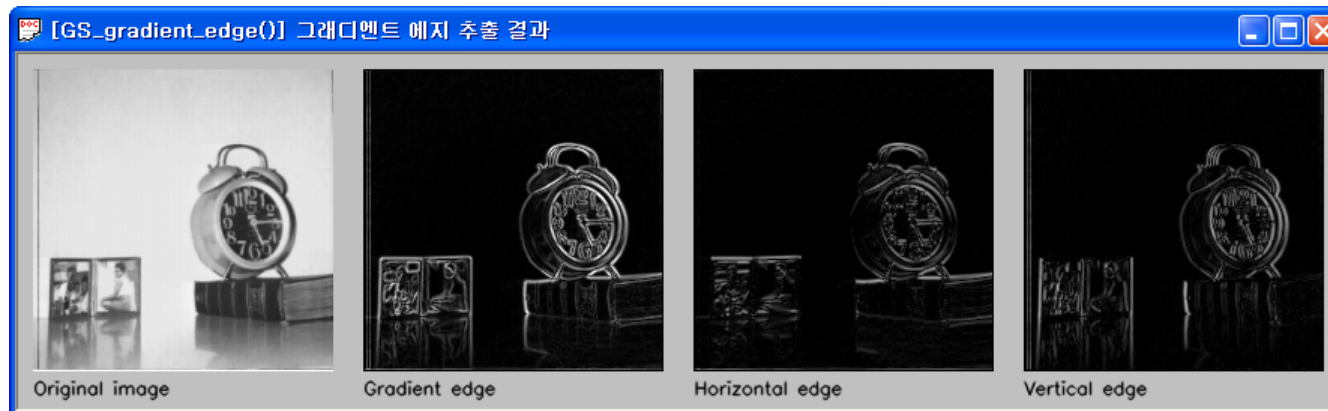 [GS_gradient_edge()] 그래디엔트 에지 추출 결과
Original image
Gradient edge
Horizontal edge
Vertical edge